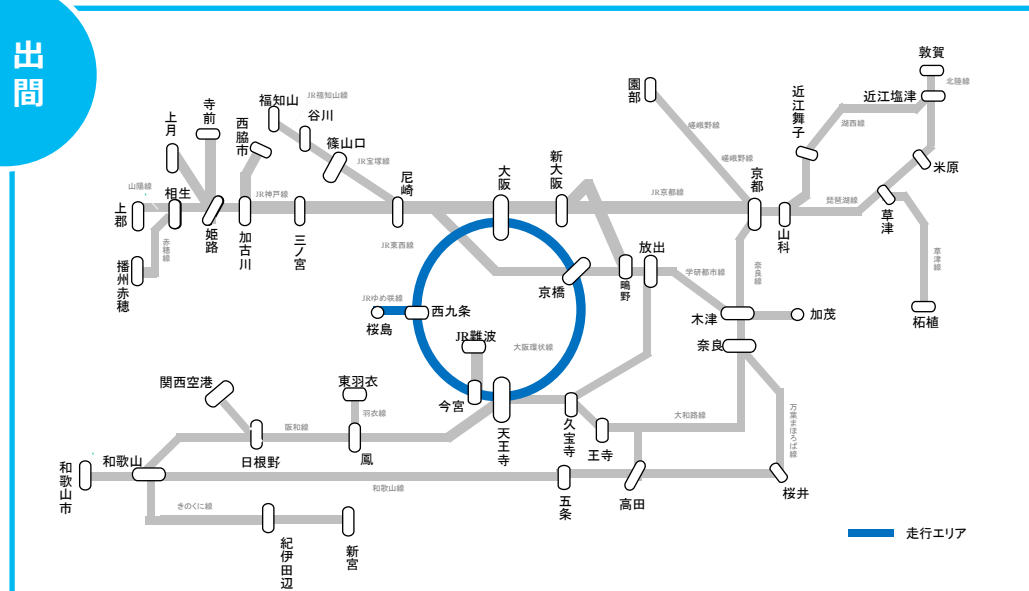 出間
敦賀
北陸線
近江塩津
湖西線
近江舞子
米原
園部
嵯峨野線
嵯峨野線
京都
山科
琵琶湖線
草津
草津線
柘植
福知山
JR福知山線
谷川
篠山口
JR宝塚線
寺前
上月
西脇市
尼崎
大阪
新大阪
JR京都線
山陽線
相生
上郡
姫路
加古川
JR神戸線
三ノ宮
赤穂線
播州赤穂
JR東西線
京橋
鴫野
放出
学研都市線
奈良線
木津
加茂
奈良
JRゆめ咲線
桜島
西九条
JR難波
大阪環状線
今宮
天王寺
久宝寺
王寺
大和路線
万葉まほろば線
関西空港
東羽衣
羽衣線
阪和線
日根野
鳳
和歌山
和歌山市
和歌山線
五条
高田
桜井
きのくに線
紀伊田辺
新宮
走行エリア